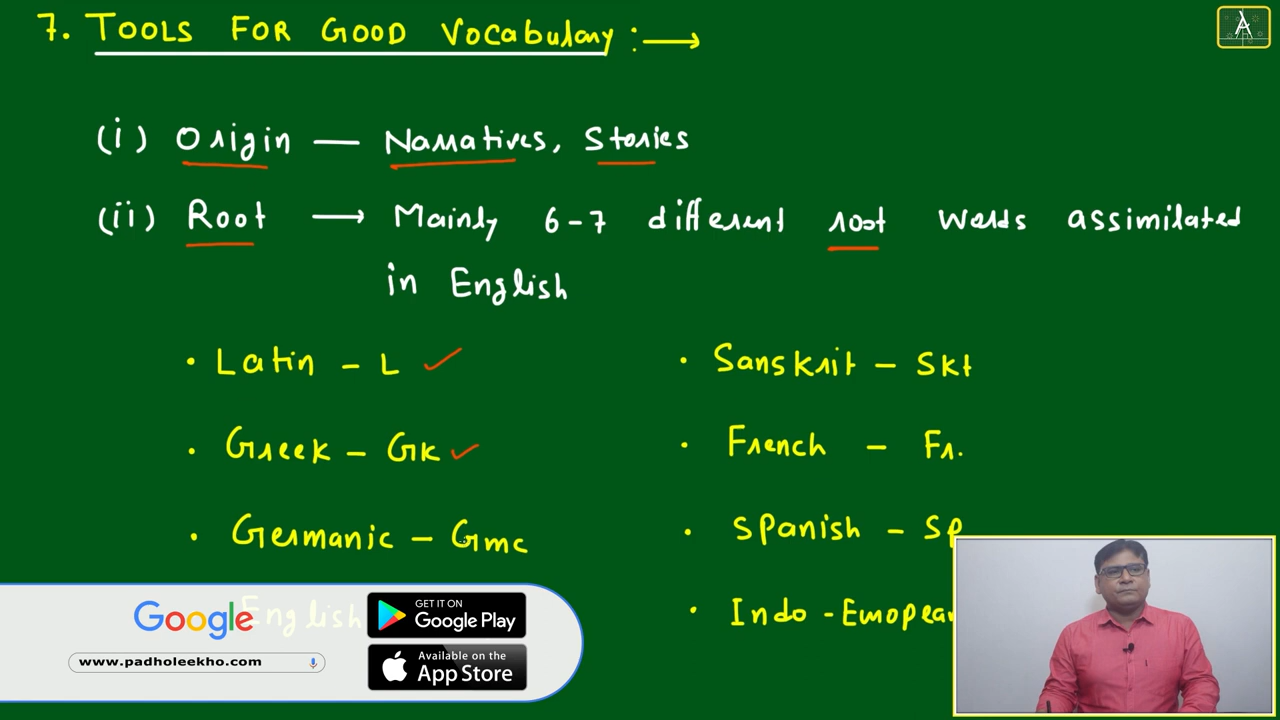 7. TOOLS FOR GOOD Vocabulary :→
(i) Origin — Narratives, Stories
(ii) Root → Mainly 6-7 different root words assimilated
in English
• Latin - L ✓
• Sanskrit - Skt
• Greek - GK ✓
• French - Fr.
• Germanic - Gmc
• Spanish - Sp
English
• Indo-European
Google
www.padholeekho.com
GET IT ON
Google Play
Available on the
App Store
A